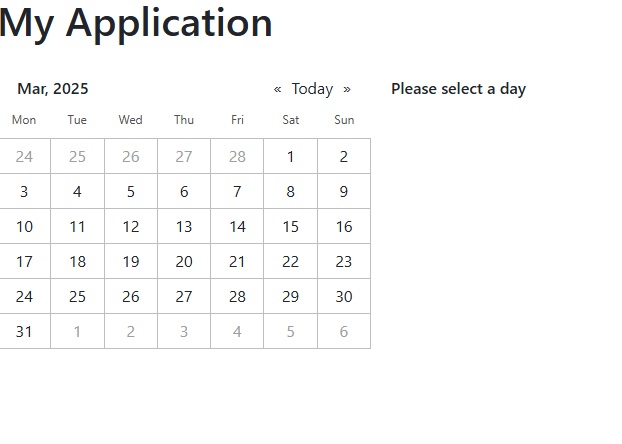 My Application
Mar, 2025 « Today » Please select a day
Mon Tue Wed Thu Fri Sat Sun
24 25 26 27 28 1 2
3 4 5 6 7 8 9
10 11 12 13 14 15 16
17 18 19 20 21 22 23
24 25 26 27 28 29 30
31 1 2 3 4 5 6